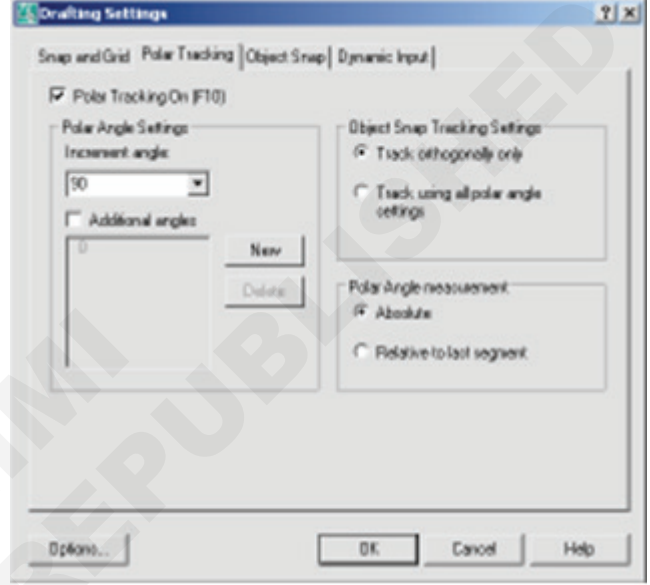 Drafting Settings
Snap and Grid Polar Tracking Object Snap Dynamic Input
Polar Tracking On (F10)
Polar Angle Settings
Increment angle:
90
Additional angles
0
New
Delete
Object Snap Tracking Settings
Track orthogonally only
Track using all polar angle
settings
Polar Angle measurement
Absolute
Relative to last segment
Options...
OK
Cancel
Help
REPUBLISHED